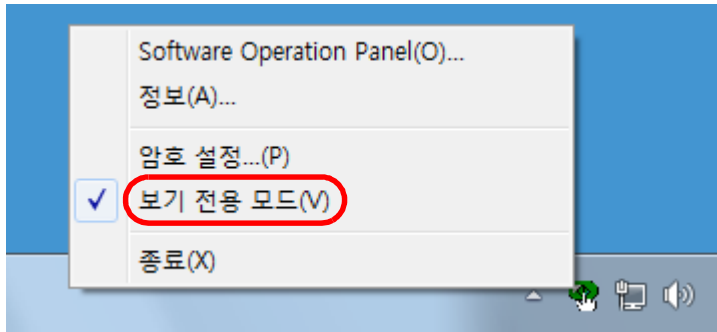 Software Operation Panel(O)...
정보(A)...
암호 설정...(P)
보기 전용 모드(V)
종료(X)